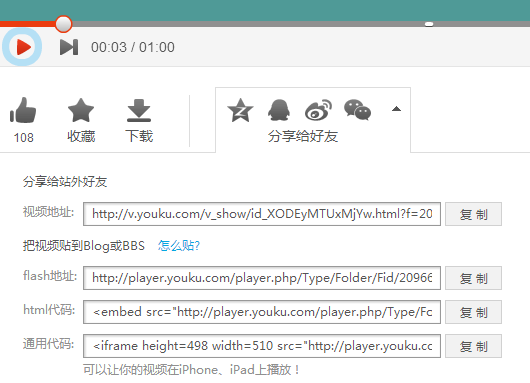 00:03 / 01:00
108 收藏 下载 分享给好友
分享给站外好友
视频地址: http://v.youku.com/v_show/id_XODEyMTUxMjYw.html?f=20 复 制
把视频贴到Blog或BBS 怎么贴?
flash地址: http://player.youku.com/player.php/Type/Folder/Fid/20966 复 制
html代码: <embed src="http://player.youku.com/player.php/Type/Fo 复 制
通用代码: <iframe height=498 width=510 src="http://player.youku.cc 复 制
可以让你的视频在iPhone、iPad上播放！